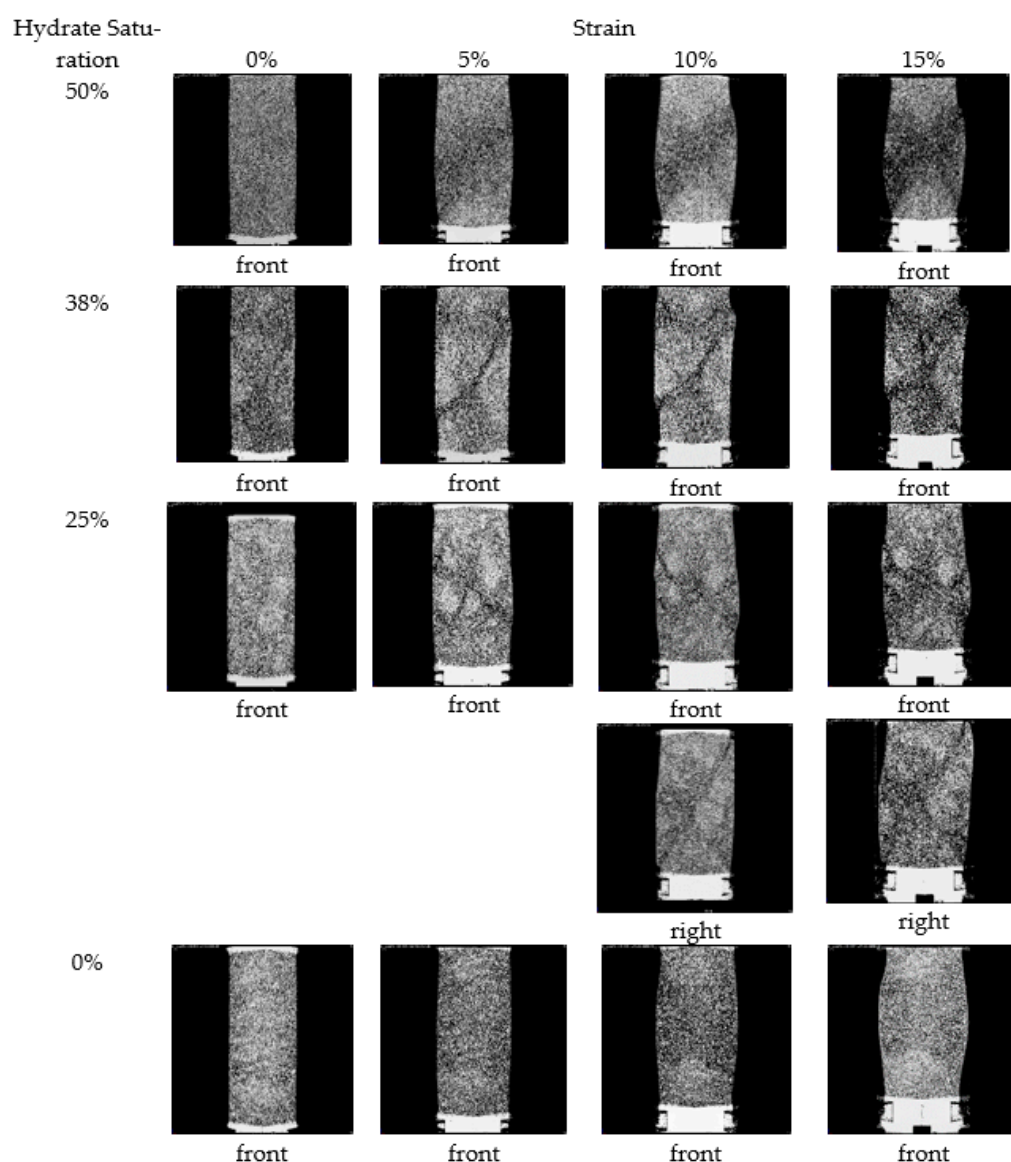 Hydrate Satu-
ration
Strain
0% 5% 10% 15%
50%
front front front front
38%
front front front front
25%
front front front front
right right
0%
front front front front